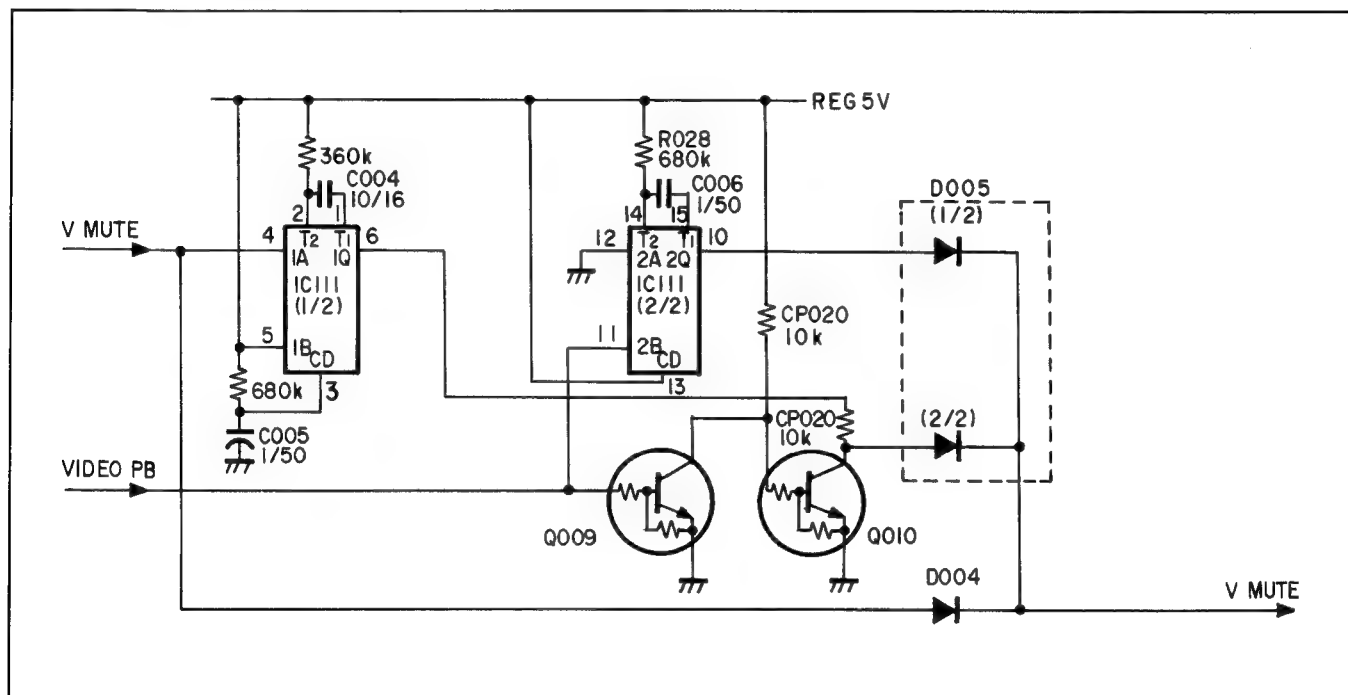 REG 5V
360k
C004
10/16
2
1
T2
T1
V MUTE
4
6
1A
1Q
IC111
(1/2)
5
1B
CD
3
680k
C005
1/50
R028
680k
C006
1/50
14
15
T2
T1
12
10
2A
2Q
IC111
(2/2)
11
2B
CD
13
CP020
10k
CP020
10k
D005
(1/2)
(2/2)
VIDEO PB
Q009
Q010
D004
V MUTE